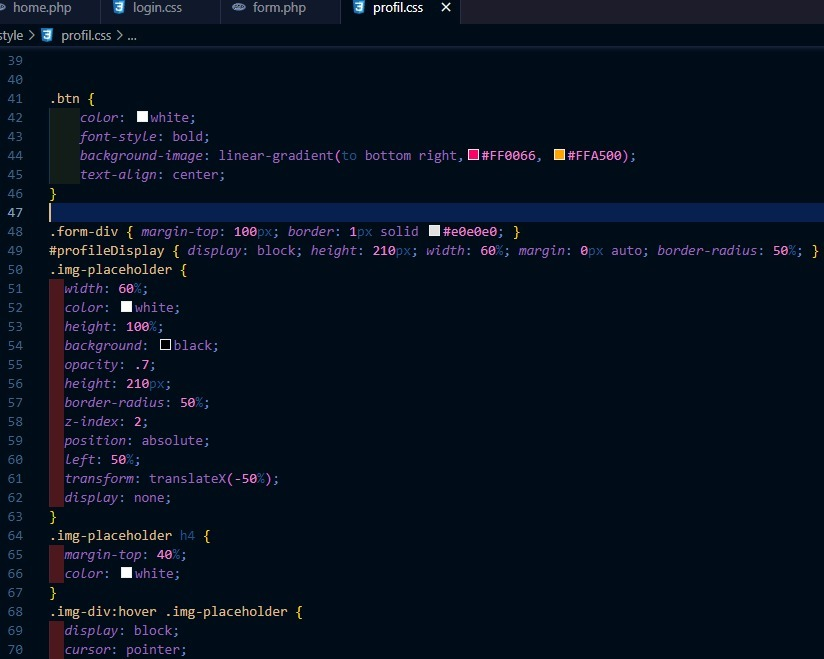 home.php login.css form.php profil.css ×
style > profil.css > ...
39
40
41 .btn {
42 color: white;
43 font-style: bold;
44 background-image: linear-gradient(to bottom right, #FF0066, #FFA500);
45 text-align: center;
46 }
47
48 .form-div { margin-top: 100px; border: 1px solid #e0e0e0; }
49 #profileDisplay { display: block; height: 210px; width: 60%; margin: 0px auto; border-radius: 50%; }
50 .img-placeholder {
51 width: 60%;
52 color: white;
53 height: 100%;
54 background: black;
55 opacity: .7;
56 height: 210px;
57 border-radius: 50%;
58 z-index: 2;
59 position: absolute;
60 left: 50%;
61 transform: translateX(-50%);
62 display: none;
63 }
64 .img-placeholder h4 {
65 margin-top: 40%;
66 color: white;
67 }
68 .img-div:hover .img-placeholder {
69 display: block;
70 cursor: pointer;